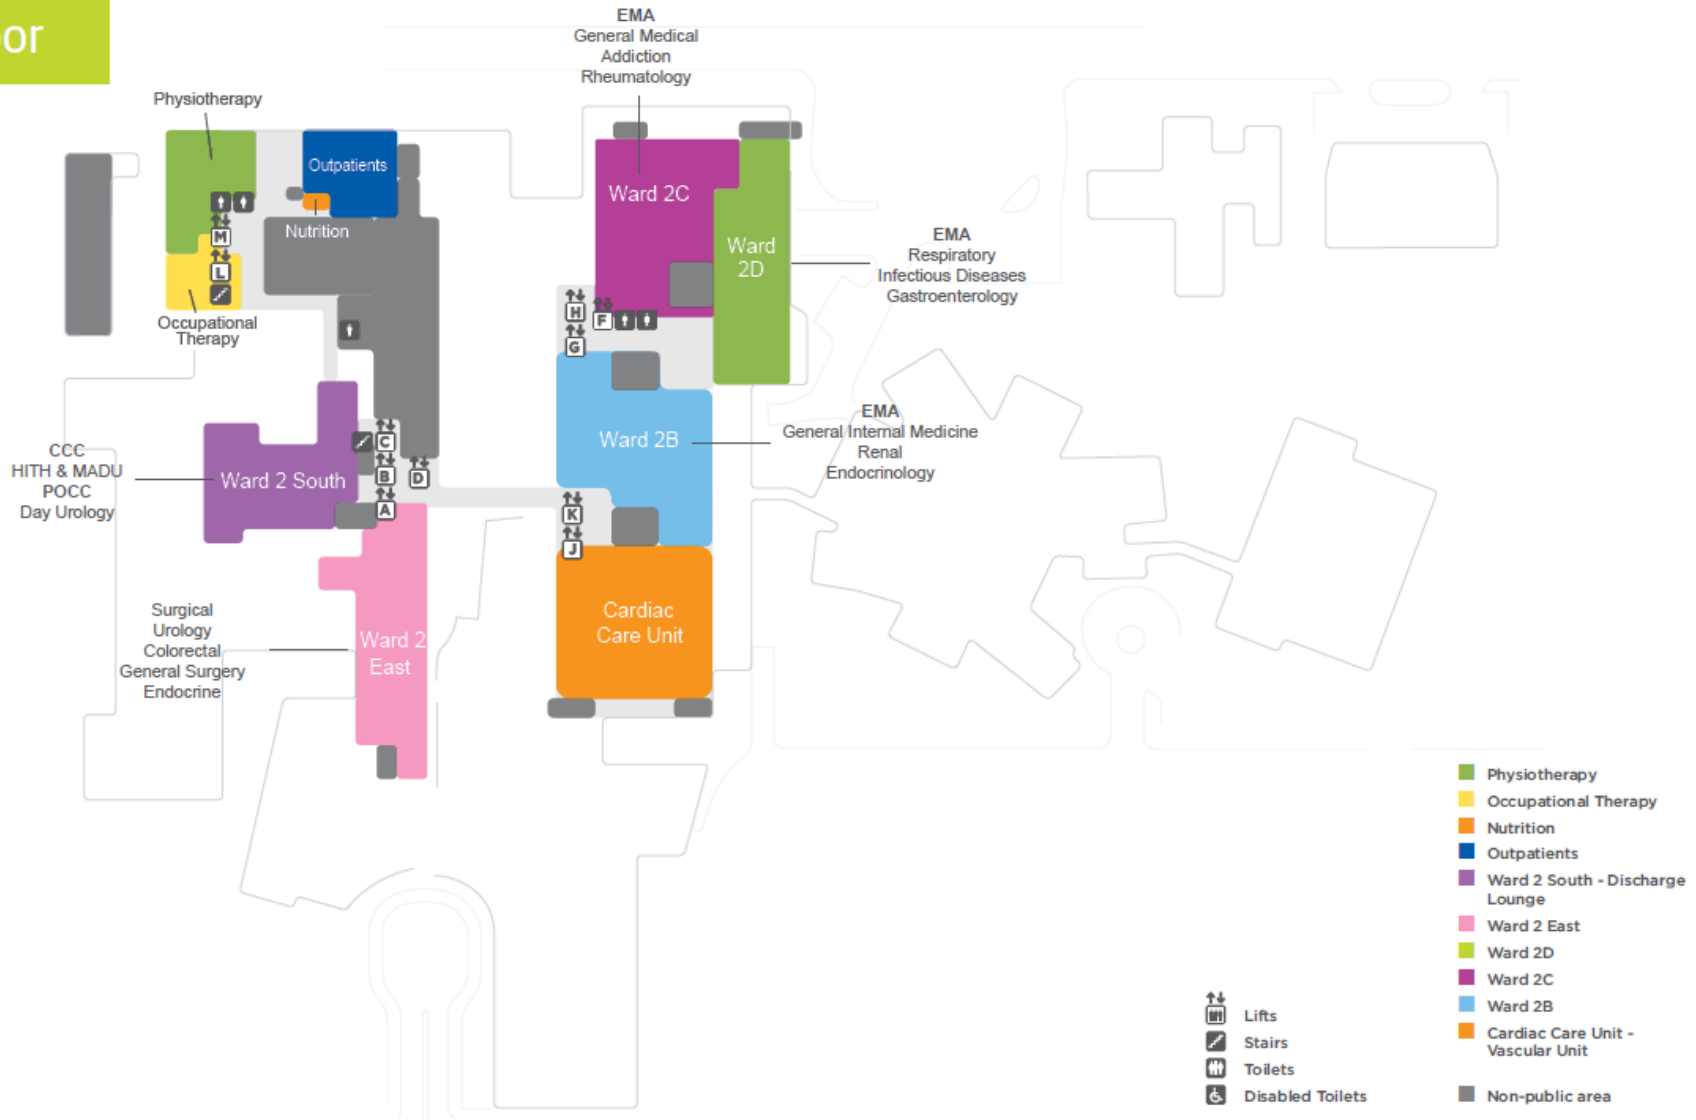 oor
EMA
General Medical
Addiction
Rheumatology
Physiotherapy
Outpatients
Nutrition
M
L
Occupational
Therapy
Ward 2C
Ward
2D
EMA
Respiratory
Infectious Diseases
Gastroenterology
H
F
G
Ward 2B
EMA
General Internal Medicine
Renal
Endocrinology
CCC
HITH & MADU
POCC
Day Urology
Ward 2 South
C
B
D
A
K
J
Cardiac
Care Unit
Surgical
Urology
Colorectal
General Surgery
Endocrine
Ward 2
East
Lifts
Stairs
Toilets
Disabled Toilets
Physiotherapy
Occupational Therapy
Nutrition
Outpatients
Ward 2 South - Discharge
Lounge
Ward 2 East
Ward 2D
Ward 2C
Ward 2B
Cardiac Care Unit -
Vascular Unit
Non-public area